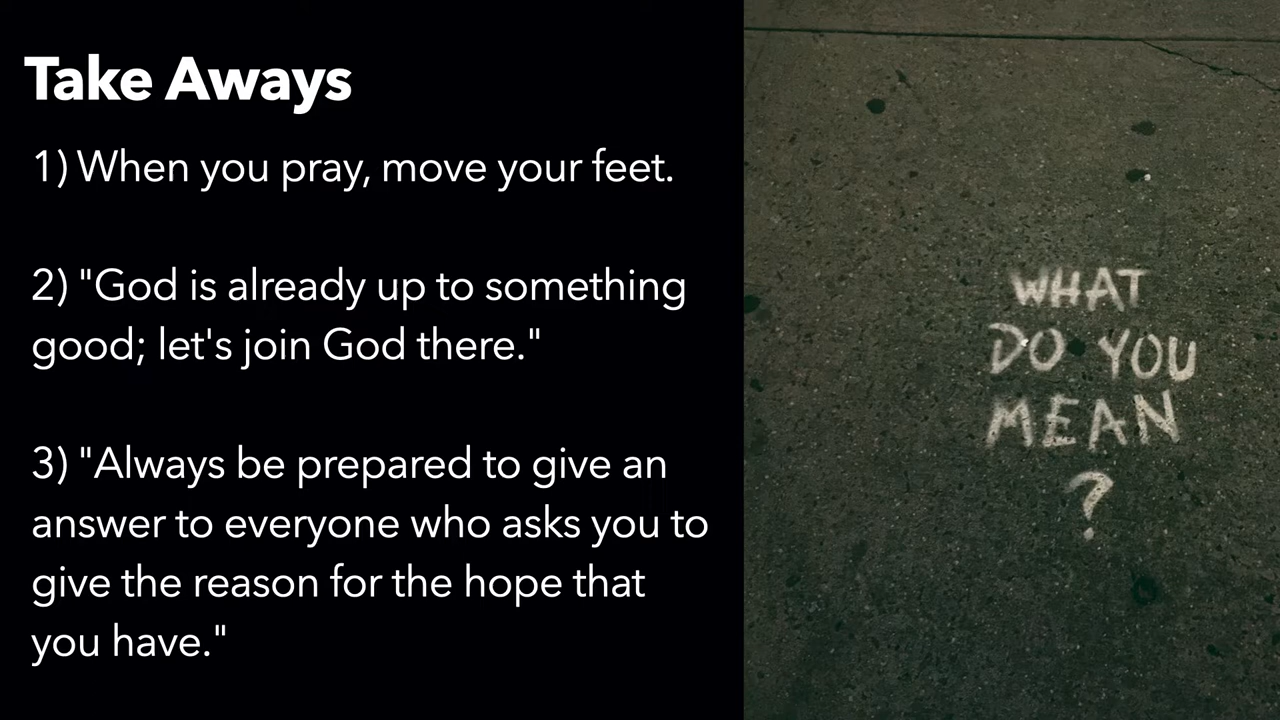 Take Aways
1) When you pray, move your feet.
2) "God is already up to something
good; let's join God there."
3) "Always be prepared to give an
answer to everyone who asks you to
give the reason for the hope that
you have."
WHAT
DO YOU
MEAN
?